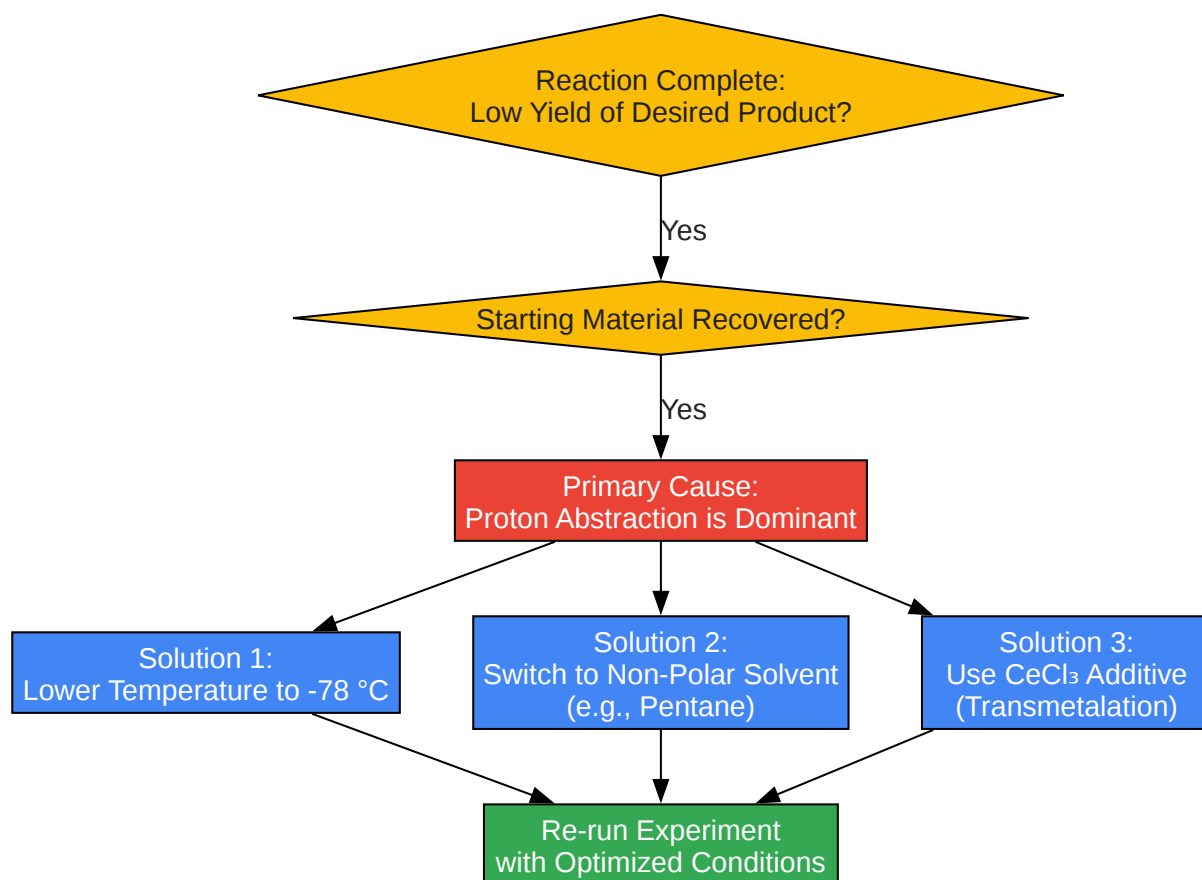 Reaction Complete:
Low Yield of Desired Product?
Yes
Starting Material Recovered?
Yes
Primary Cause:
Proton Abstraction is Dominant
Solution 1:
Lower Temperature to -78 °C
Solution 2:
Switch to Non-Polar Solvent
(e.g., Pentane)
Solution 3:
Use CeCl₃ Additive
(Transmetalation)
Re-run Experiment
with Optimized Conditions